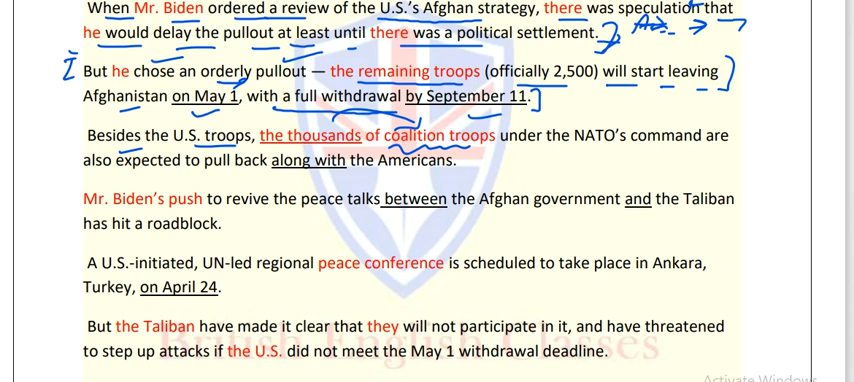 When Mr. Biden ordered a review of the U.S.'s Afghan strategy, there was speculation that
he would delay the pullout at least until there was a political settlement.
But he chose an orderly pullout — the remaining troops (officially 2,500) will start leaving
Afghanistan on May 1, with a full withdrawal by September 11.
Besides the U.S. troops, the thousands of coalition troops under the NATO's command are
also expected to pull back along with the Americans.
Mr. Biden's push to revive the peace talks between the Afghan government and the Taliban
has hit a roadblock.
A U.S.-initiated, UN-led regional peace conference is scheduled to take place in Ankara,
Turkey, on April 24.
But the Taliban have made it clear that they will not participate in it, and have threatened
to step up attacks if the U.S. did not meet the May 1 withdrawal deadline.
British English Classes
Activate Windows